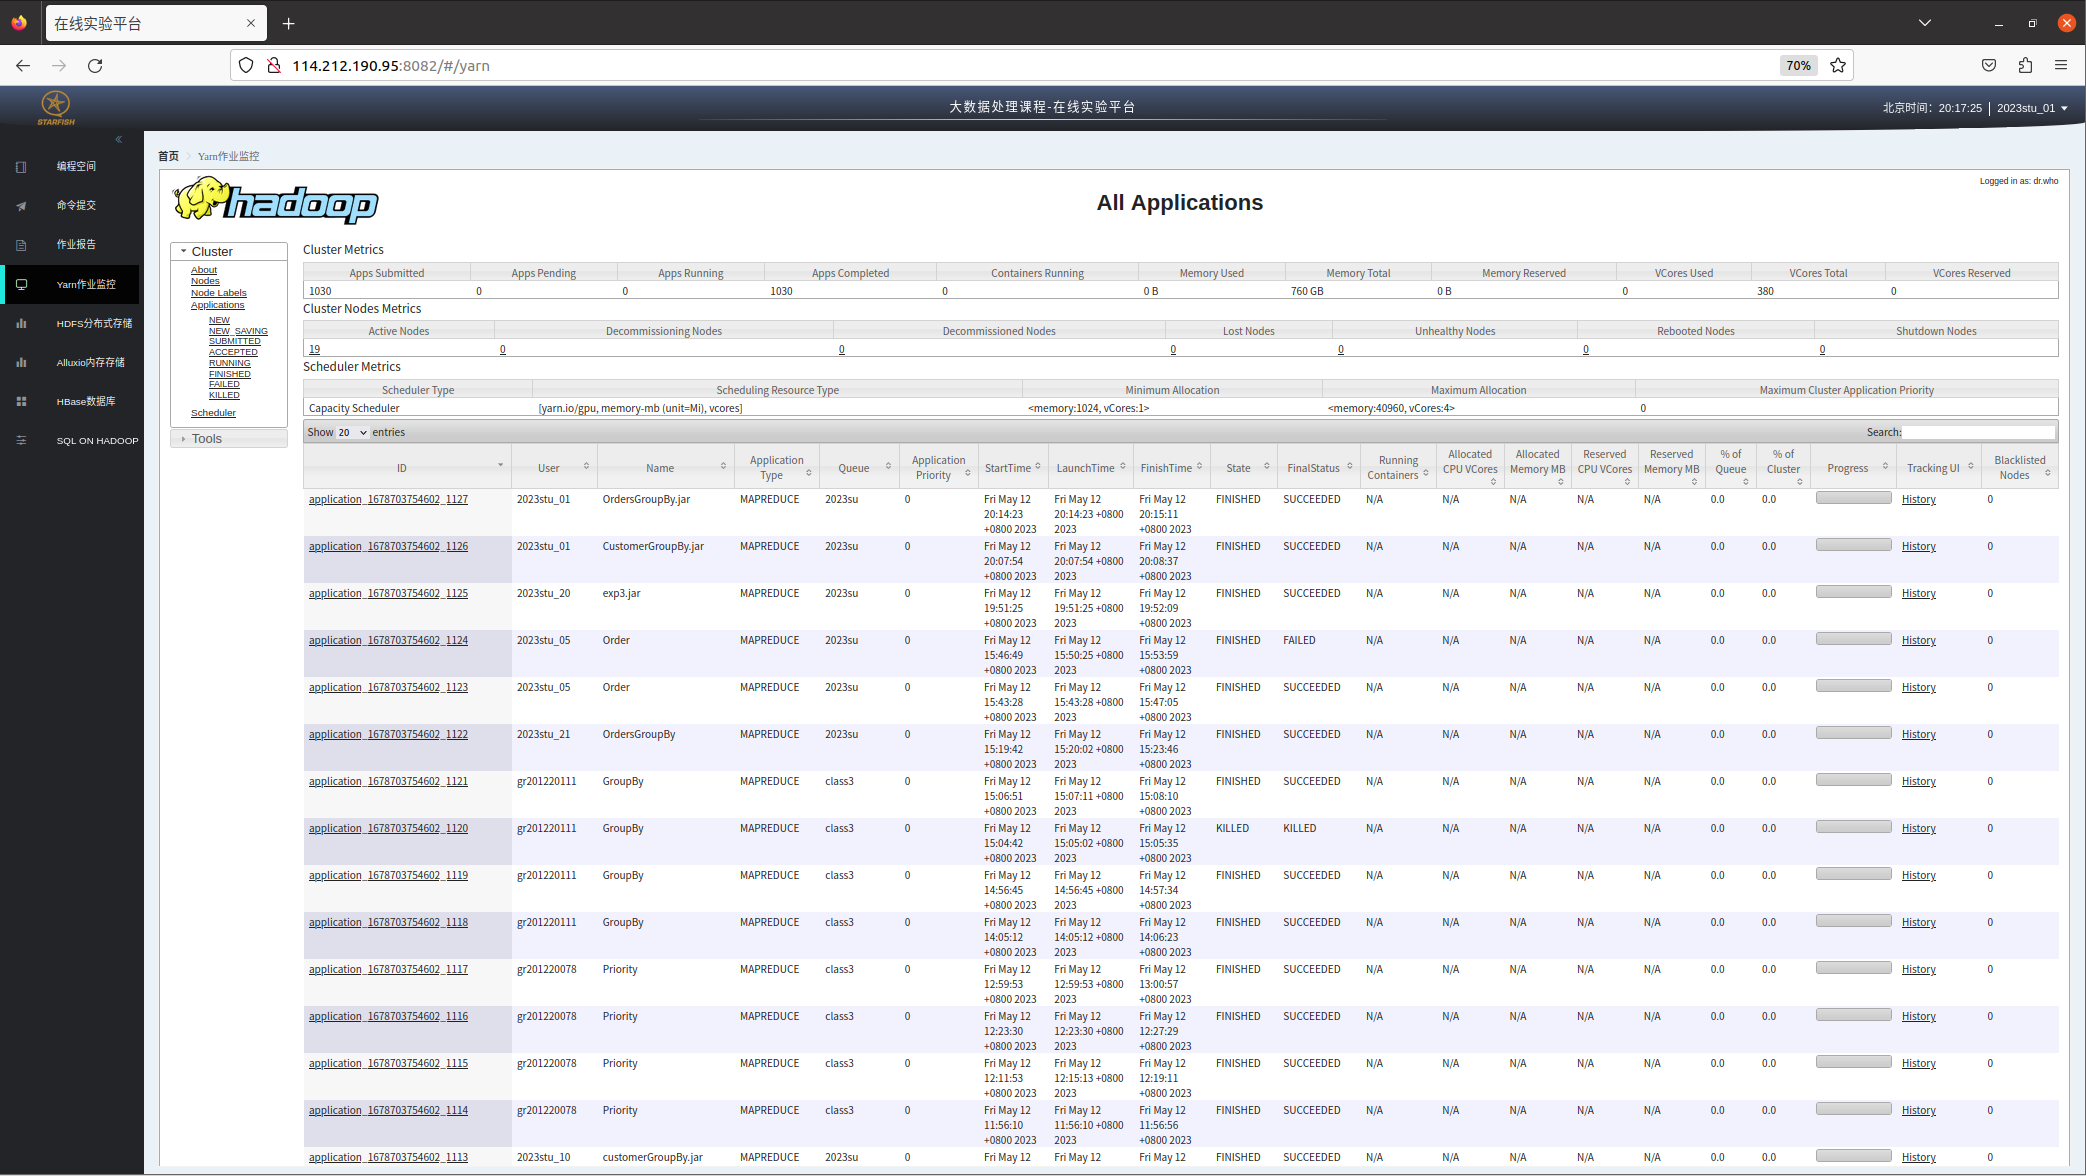 在线实验平台
114.212.190.95:8082/#/yarn
70%
STARFISH
大数据处理课程-在线实验平台
北京时间：20:17:25 | 2023stu_01
编程空间
命令提交
作业报告
Yarn作业监控
HDFS分布式存储
Alluxio内存存储
HBase数据库
SQL ON HADOOP
首页 Yarn作业监控
hadoop
All Applications
Logged in as: dr.who
Cluster
About
Nodes
Node Labels
Applications
NEW
NEW_SAVING
SUBMITTED
ACCEPTED
RUNNING
FINISHED
FAILED
KILLED
Scheduler
Tools
Cluster Metrics
Apps Submitted Apps Pending Apps Running Apps Completed Containers Running Memory Used Memory Total Memory Reserved VCores Used VCores Total VCores Reserved
1030 0 0 1030 0 0 B 760 GB 0 B 0 380 0
Cluster Nodes Metrics
Active Nodes Decommissioning Nodes Decommissioned Nodes Lost Nodes Unhealthy Nodes Rebooted Nodes Shutdown Nodes
19 0 0 0 0 0 0
Scheduler Metrics
Scheduler Type Scheduling Resource Type Minimum Allocation Maximum Allocation Maximum Cluster Application Priority
Capacity Scheduler [yarn.io/gpu, memory-mb (unit=Mi), vcores] <memory:1024, vCores:1> <memory:40960, vCores:4> 0
Show 20 entries Search:
ID User Name Application Type Queue Application Priority StartTime LaunchTime FinishTime State FinalStatus Running Containers Allocated CPU VCores Allocated Memory MB Reserved CPU VCores Reserved Memory MB % of Queue % of Cluster Progress Tracking UI Blacklisted Nodes
application_1678703754602_1127 2023stu_01 OrdersGroupBy.jar MAPREDUCE 2023su 0 Fri May 12 20:14:23 +0800 2023 Fri May 12 20:14:23 +0800 2023 Fri May 12 20:15:11 +0800 2023 FINISHED SUCCEEDED N/A N/A N/A N/A N/A 0.0 0.0 History 0
application_1678703754602_1126 2023stu_01 CustomerGroupBy.jar MAPREDUCE 2023su 0 Fri May 12 20:07:54 +0800 2023 Fri May 12 20:07:54 +0800 2023 Fri May 12 20:08:37 +0800 2023 FINISHED SUCCEEDED N/A N/A N/A N/A N/A 0.0 0.0 History 0
application_1678703754602_1125 2023stu_20 exp3.jar MAPREDUCE 2023su 0 Fri May 12 19:51:25 +0800 2023 Fri May 12 19:51:25 +0800 2023 Fri May 12 19:52:09 +0800 2023 FINISHED SUCCEEDED N/A N/A N/A N/A N/A 0.0 0.0 History 0
application_1678703754602_1124 2023stu_05 Order MAPREDUCE 2023su 0 Fri May 12 15:46:49 +0800 2023 Fri May 12 15:50:25 +0800 2023 Fri May 12 15:53:59 +0800 2023 FINISHED FAILED N/A N/A N/A N/A N/A 0.0 0.0 History 0
application_1678703754602_1123 2023stu_05 Order MAPREDUCE 2023su 0 Fri May 12 15:43:28 +0800 2023 Fri May 12 15:43:28 +0800 2023 Fri May 12 15:47:05 +0800 2023 FINISHED SUCCEEDED N/A N/A N/A N/A N/A 0.0 0.0 History 0
application_1678703754602_1122 2023stu_21 OrdersGroupBy MAPREDUCE 2023su 0 Fri May 12 15:19:42 +0800 2023 Fri May 12 15:20:02 +0800 2023 Fri May 12 15:23:46 +0800 2023 FINISHED SUCCEEDED N/A N/A N/A N/A N/A 0.0 0.0 History 0
application_1678703754602_1121 gr201220111 GroupBy MAPREDUCE class3 0 Fri May 12 15:06:51 +0800 2023 Fri May 12 15:07:11 +0800 2023 Fri May 12 15:08:10 +0800 2023 FINISHED SUCCEEDED N/A N/A N/A N/A N/A 0.0 0.0 History 0
application_1678703754602_1120 gr201220111 GroupBy MAPREDUCE class3 0 Fri May 12 15:04:42 +0800 2023 Fri May 12 15:05:02 +0800 2023 Fri May 12 15:05:35 +0800 2023 KILLED KILLED N/A N/A N/A N/A N/A 0.0 0.0 History 0
application_1678703754602_1119 gr201220111 GroupBy MAPREDUCE class3 0 Fri May 12 14:56:45 +0800 2023 Fri May 12 14:56:45 +0800 2023 Fri May 12 14:57:34 +0800 2023 FINISHED SUCCEEDED N/A N/A N/A N/A N/A 0.0 0.0 History 0
application_1678703754602_1118 gr201220111 GroupBy MAPREDUCE class3 0 Fri May 12 14:05:12 +0800 2023 Fri May 12 14:05:12 +0800 2023 Fri May 12 14:06:23 +0800 2023 FINISHED SUCCEEDED N/A N/A N/A N/A N/A 0.0 0.0 History 0
application_1678703754602_1117 gr201220078 Priority MAPREDUCE class3 0 Fri May 12 12:59:53 +0800 2023 Fri May 12 12:59:53 +0800 2023 Fri May 12 13:00:57 +0800 2023 FINISHED SUCCEEDED N/A N/A N/A N/A N/A 0.0 0.0 History 0
application_1678703754602_1116 gr201220078 Priority MAPREDUCE class3 0 Fri May 12 12:23:30 +0800 2023 Fri May 12 12:23:30 +0800 2023 Fri May 12 12:27:29 +0800 2023 FINISHED SUCCEEDED N/A N/A N/A N/A N/A 0.0 0.0 History 0
application_1678703754602_1115 gr201220078 Priority MAPREDUCE class3 0 Fri May 12 12:11:53 +0800 2023 Fri May 12 12:15:13 +0800 2023 Fri May 12 12:19:11 +0800 2023 FINISHED SUCCEEDED N/A N/A N/A N/A N/A 0.0 0.0 History 0
application_1678703754602_1114 gr201220078 Priority MAPREDUCE class3 0 Fri May 12 11:56:10 +0800 2023 Fri May 12 11:56:10 +0800 2023 Fri May 12 11:56:56 +0800 2023 FINISHED SUCCEEDED N/A N/A N/A N/A N/A 0.0 0.0 History 0
application_1678703754602_1113 2023stu_10 customerGroupBy.jar MAPREDUCE 2023su 0 Fri May 12 Fri May 12 Fri May 12 FINISHED SUCCEEDED N/A N/A N/A N/A N/A 0.0 0.0 History 0